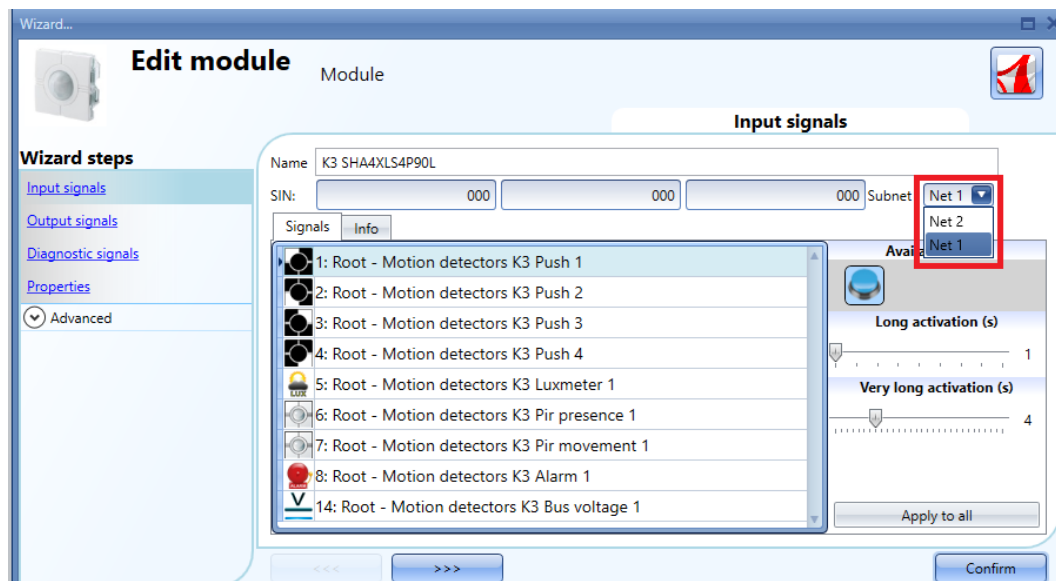 Wizard...
Edit module
Module
Input signals
Wizard steps
Input signals
Output signals
Diagnostic signals
Properties
Advanced
Name K3 SHA4XLS4P90L
SIN: 000 000 000 Subnet Net 1
Net 2
Net 1
Signals Info
1: Root - Motion detectors K3 Push 1
2: Root - Motion detectors K3 Push 2
3: Root - Motion detectors K3 Push 3
4: Root - Motion detectors K3 Push 4
LUX
5: Root - Motion detectors K3 Luxmeter 1
6: Root - Motion detectors K3 Pir presence 1
7: Root - Motion detectors K3 Pir movement 1
ALARM
8: Root - Motion detectors K3 Alarm 1
V
14: Root - Motion detectors K3 Bus voltage 1
Long activation (s)
1
Very long activation (s)
4
Apply to all
<<<
>>>
Confirm